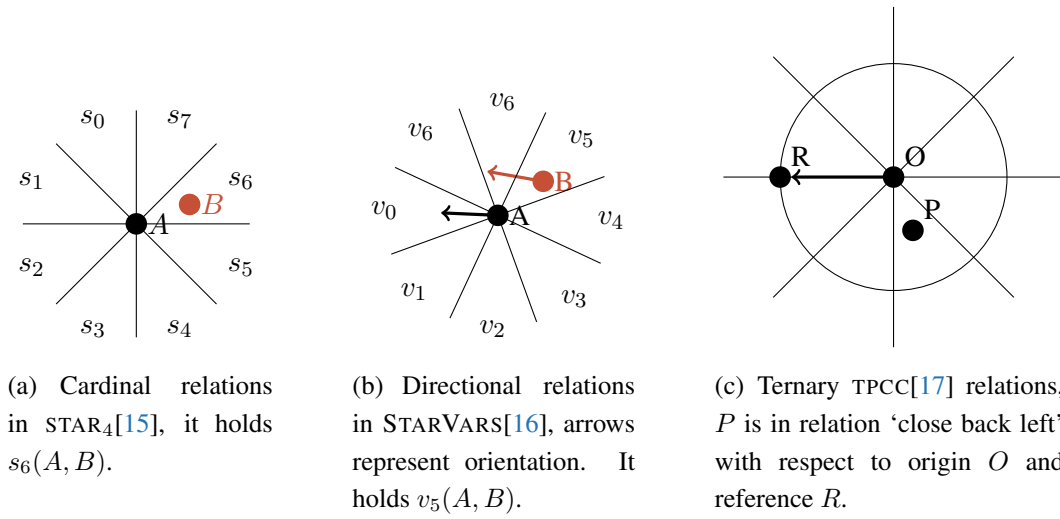 s0 s7
s1 s6
B
A
s2 s5
s3 s4
v6
v6 v5
B
v0 A v4
v1 v3
v2
R O
P
(a) Cardinal relations
in STAR4[15], it holds
s6(A, B).
(b) Directional relations
in STARVARS[16], arrows
represent orientation. It
holds v5(A, B).
(c) Ternary TPCC[17] relations,
P is in relation ‘close back left’
with respect to origin O and
reference R.